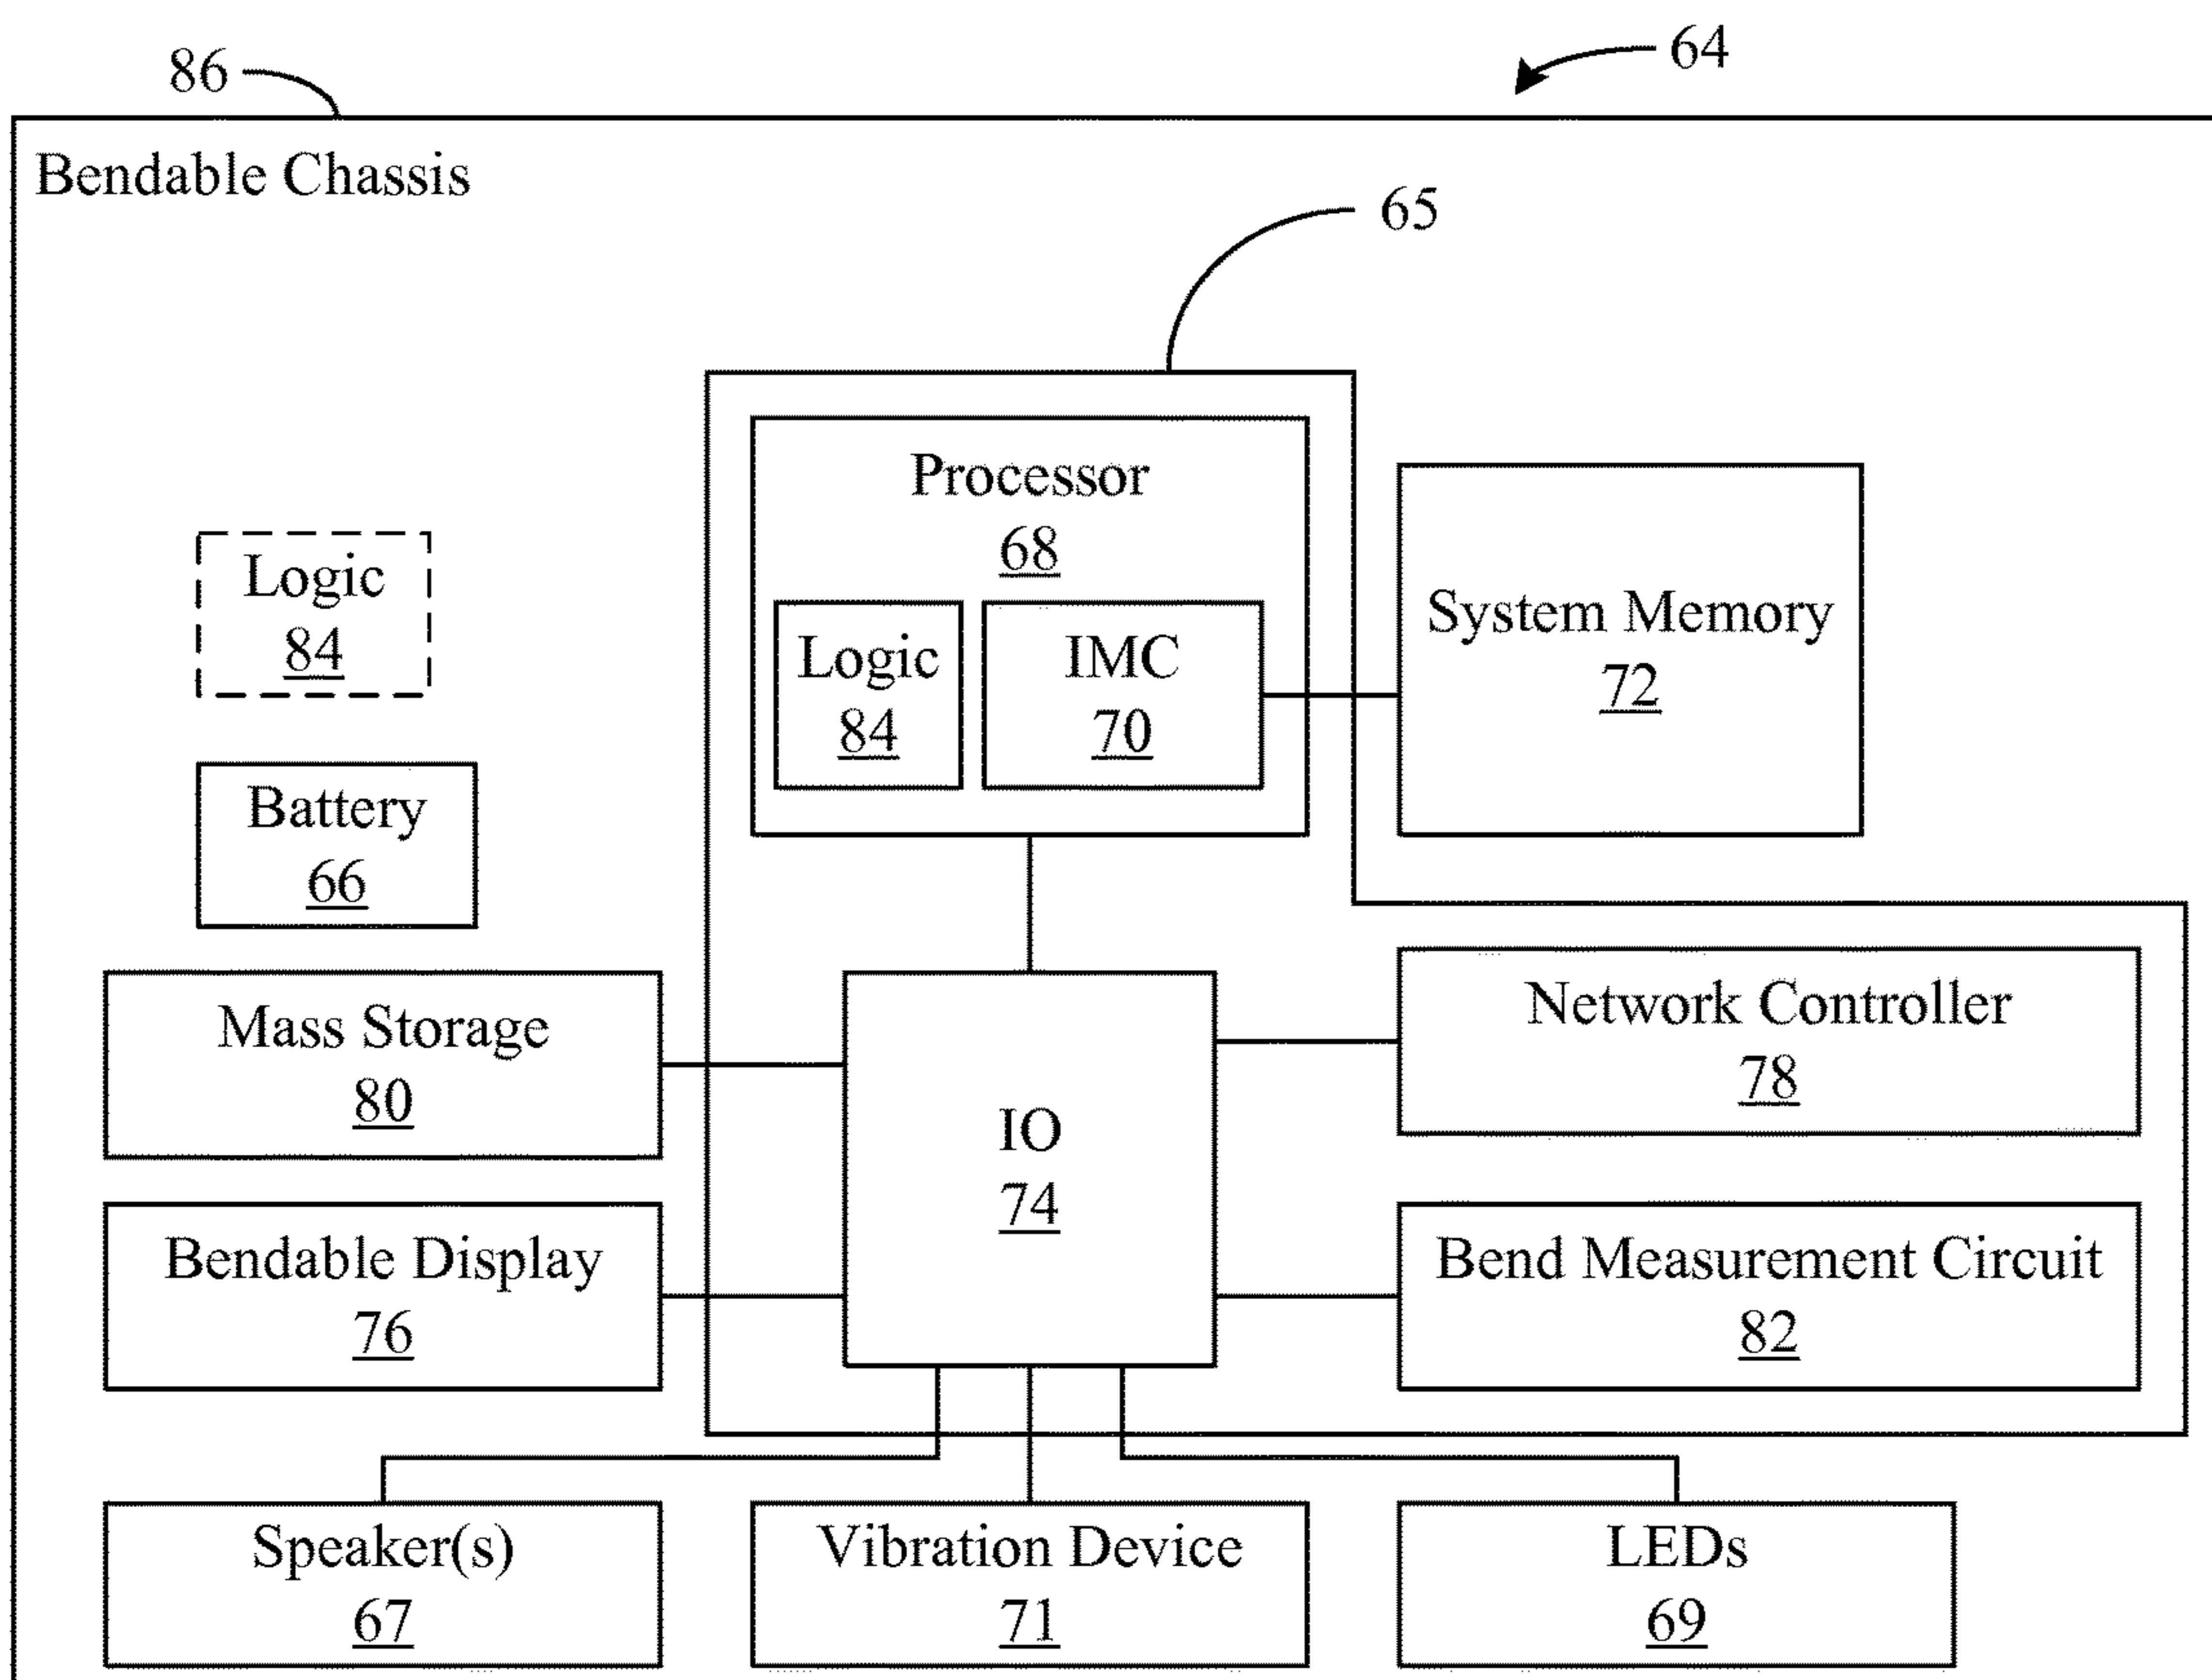 86
64
Bendable Chassis
65
Processor
68
Logic
84
IMC
70
System Memory
72
Logic
84
Battery
66
Mass Storage
80
Bendable Display
76
IO
74
Network Controller
78
Bend Measurement Circuit
82
Speaker(s)
67
Vibration Device
71
LEDs
69